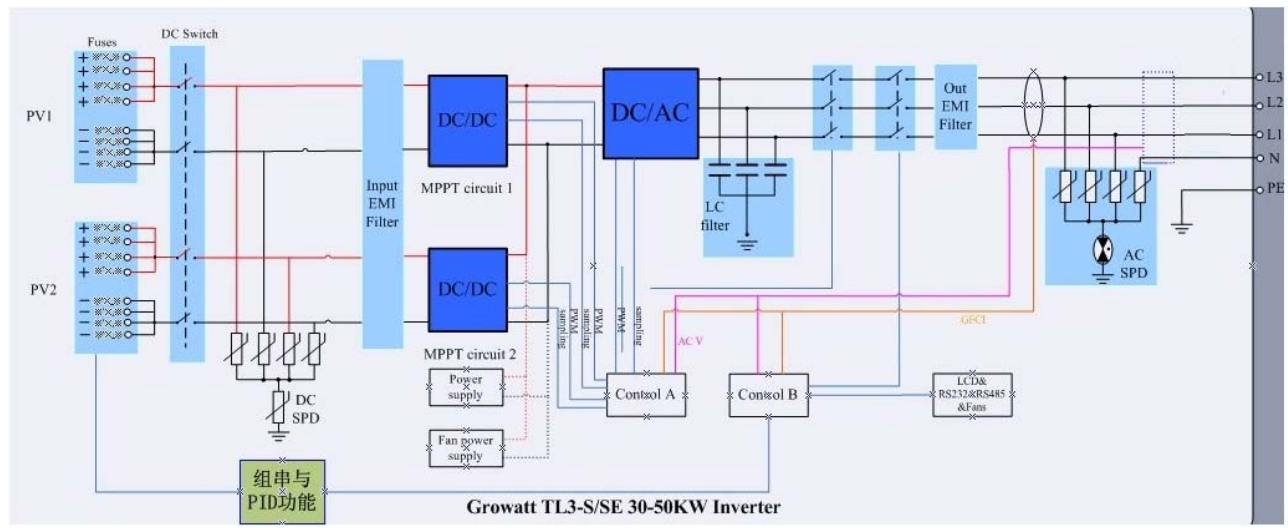 Fuses
DC Switch
PV1
+
+
+
+
−
−
−
−
PV2
+
+
+
+
−
−
−
−
DC
SPD
Input
EMI
Filter
DC/DC
MPPT circuit 1
DC/DC
MPPT circuit 2
Power
supply
Fan power
supply
DC/AC
LC
filter
Out
EMI
Filter
L3
L2
L1
N
PE
AC
SPD
sampling
PWM
sampling
PWM
PWM
sampling
AC V
GFCI
Control A
Control B
LCD&
RS232&RS485
&Fans
组串与
PID功能
Growatt TL3-S/SE 30-50KW Inverter